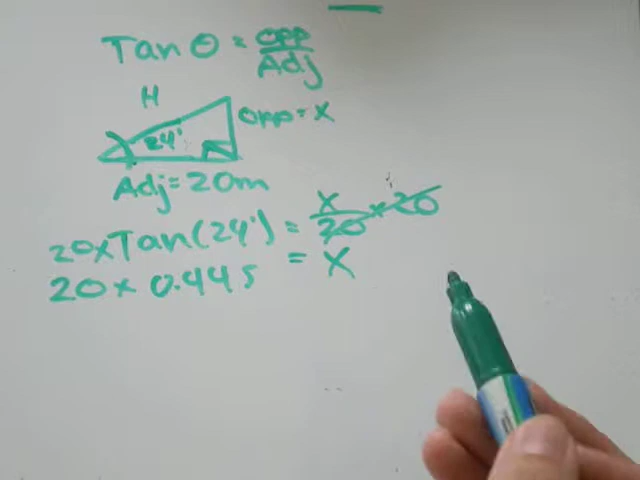 Tan θ = Opp/Adj
H
24°
Opp = x
Adj = 20m
20 x Tan(24°) = x/20 x 20
20 x 0.445 = x